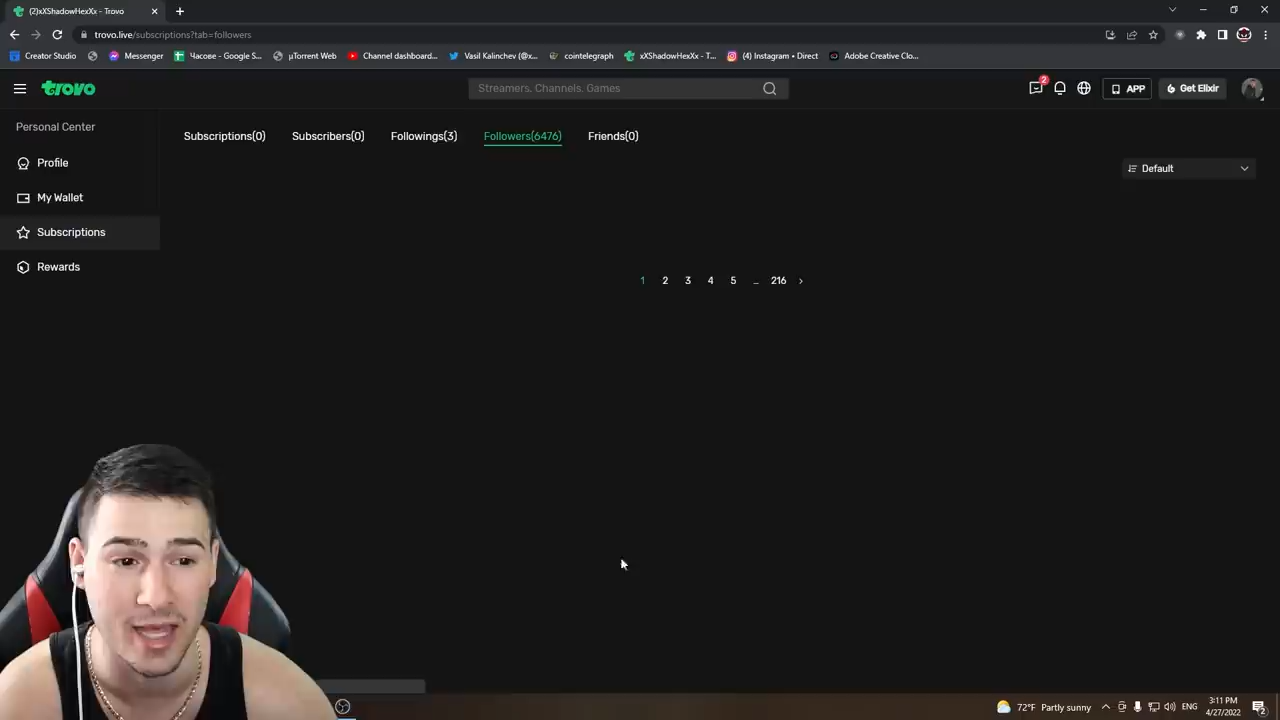 (2)xXShadowHexXx - Trovo
trovo.live/subscriptions?tab=followers
Creator Studio
Messenger
Часове - Google S...
µTorrent Web
Channel dashboard...
Vasil Kalinchev (@x...
cointelegraph
xXShadowHexXx - T...
(4) Instagram • Direct
Adobe Creative Clo...
trovo
Streamers, Channels, Games
2
APP
Get Elixir
Personal Center
Subscriptions(0)
Subscribers(0)
Followings(3)
Followers(6476)
Friends(0)
Profile
Default
My Wallet
Subscriptions
Rewards
1 2 3 4 5 ... 216 >
72°F Partly sunny
ENG
3:11 PM
4/27/2022
2